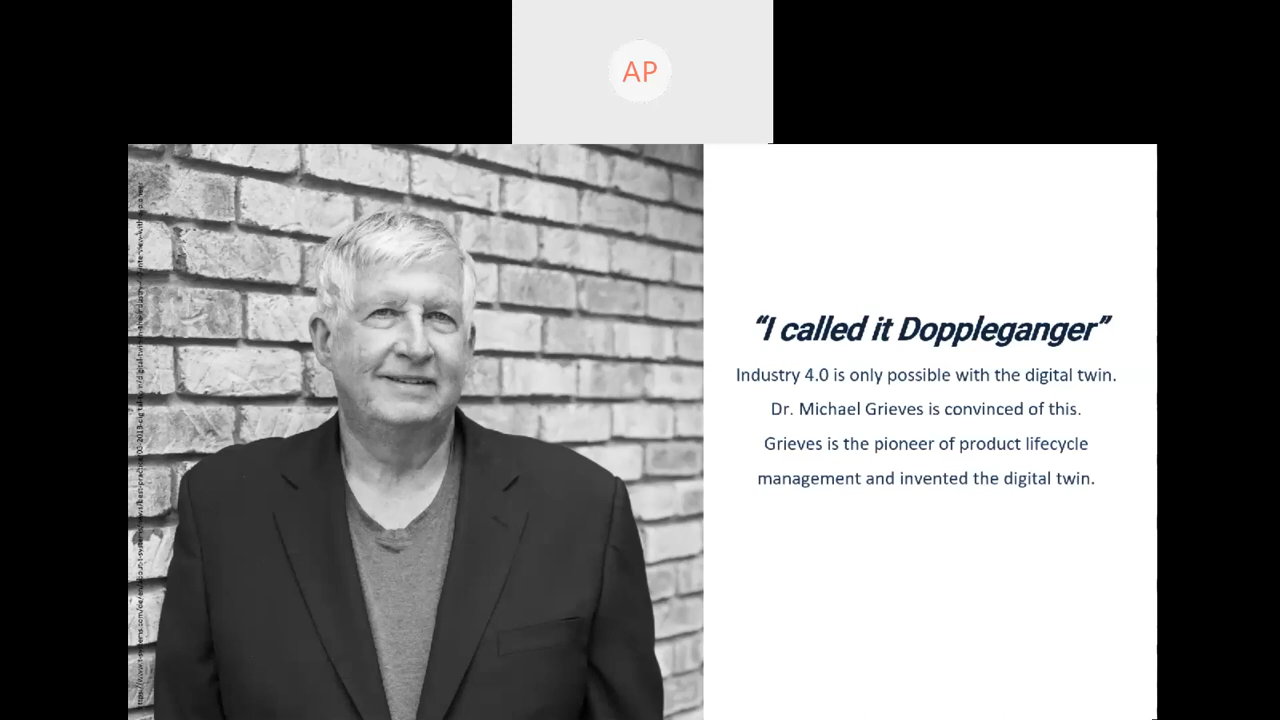 AP
“I called it Doppleganger”
Industry 4.0 is only possible with the digital twin.
Dr. Michael Grieves is convinced of this.
Grieves is the pioneer of product lifecycle
management and invented the digital twin.